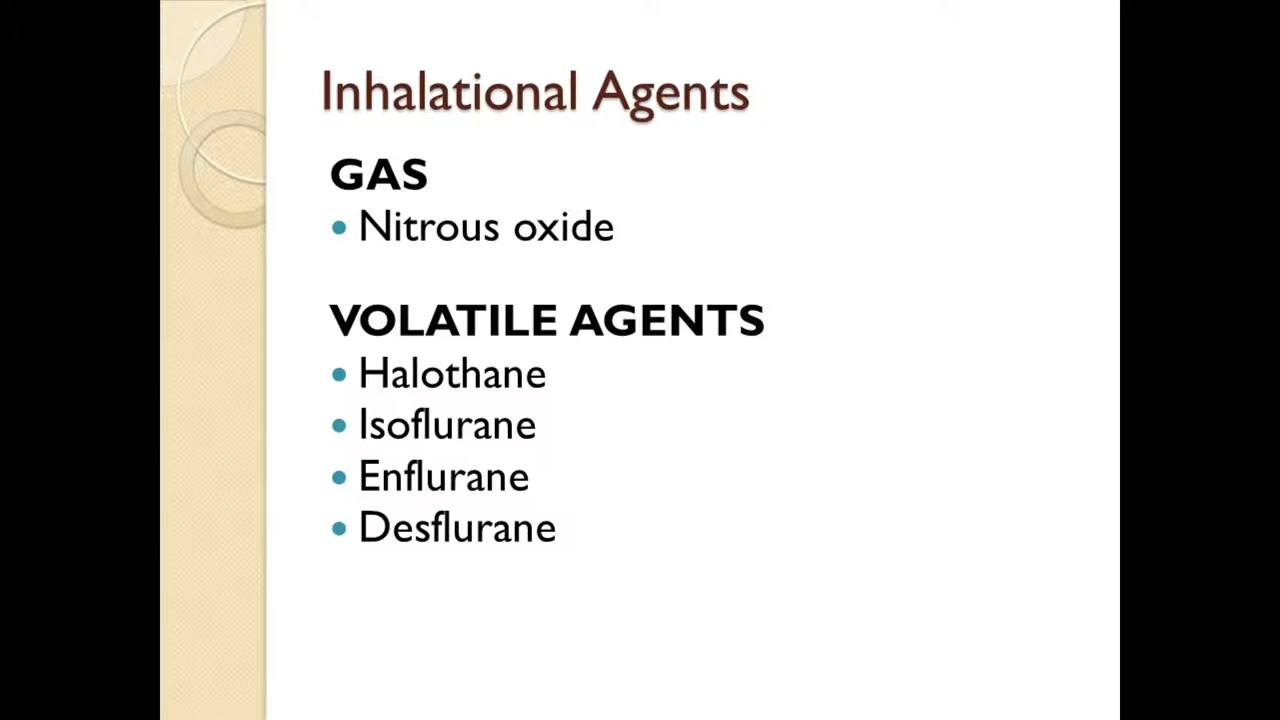 Inhalational Agents
GAS
• Nitrous oxide
VOLATILE AGENTS
• Halothane
• Isoflurane
• Enflurane
• Desflurane